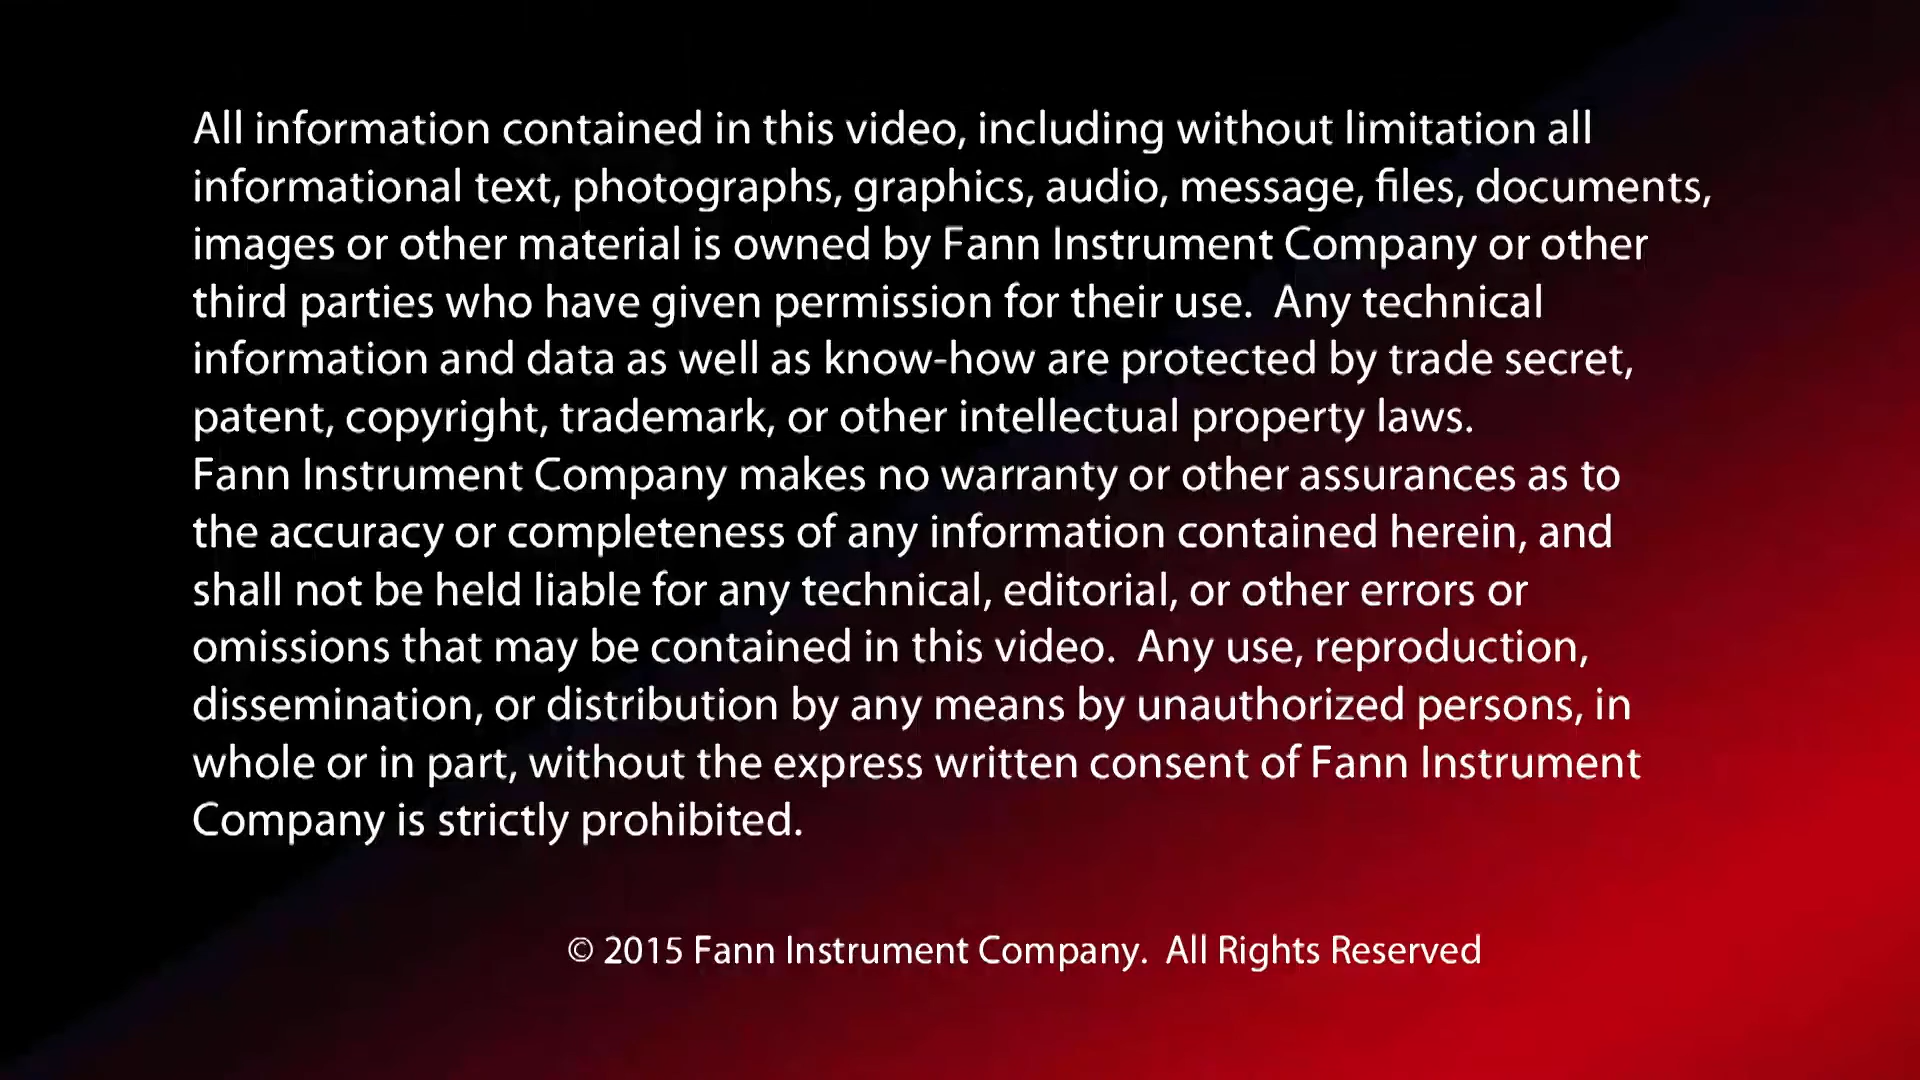 All information contained in this video, including without limitation all
informational text, photographs, graphics, audio, message, files, documents,
images or other material is owned by Fann Instrument Company or other
third parties who have given permission for their use.  Any technical
information and data as well as know-how are protected by trade secret,
patent, copyright, trademark, or other intellectual property laws.
Fann Instrument Company makes no warranty or other assurances as to
the accuracy or completeness of any information contained herein, and
shall not be held liable for any technical, editorial, or other errors or
omissions that may be contained in this video.  Any use, reproduction,
dissemination, or distribution by any means by unauthorized persons, in
whole or in part, without the express written consent of Fann Instrument
Company is strictly prohibited.
© 2015 Fann Instrument Company.  All Rights Reserved